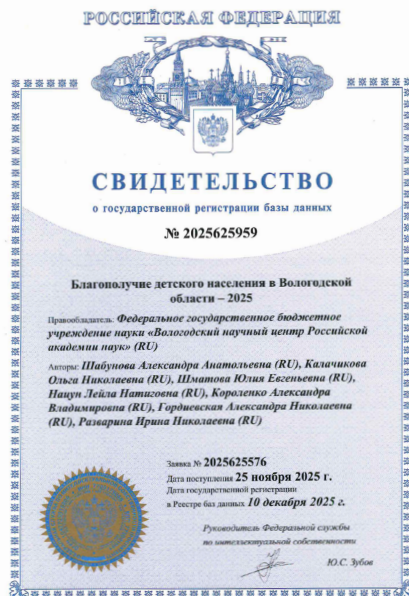 РОССИЙСКАЯ ФЕДЕРАЦИЯ
СВИДЕТЕЛЬСТВО
о государственной регистрации базы данных
№ 2025625959
Благополучие детского населения в Вологодской
области – 2025
Правообладатель: Федеральное государственное бюджетное
учреждение науки «Вологодский научный центр Российской
академии наук» (RU)
Авторы: Шабунова Александра Анатольевна (RU), Калачикова
Ольга Николаевна (RU), Шматова Юлия Евгеньевна (RU),
Нацун Лейла Натиговна (RU), Короленко Александра
Владимировна (RU), Гордиевская Александра Николаевна
(RU), Разварина Ирина Николаевна (RU)
Заявка № 2025625576
Дата поступления 25 ноября 2025 г.
Дата государственной регистрации
в Реестре баз данных 10 декабря 2025 г.
Руководитель Федеральной службы
по интеллектуальной собственности
Ю.С. Зубов